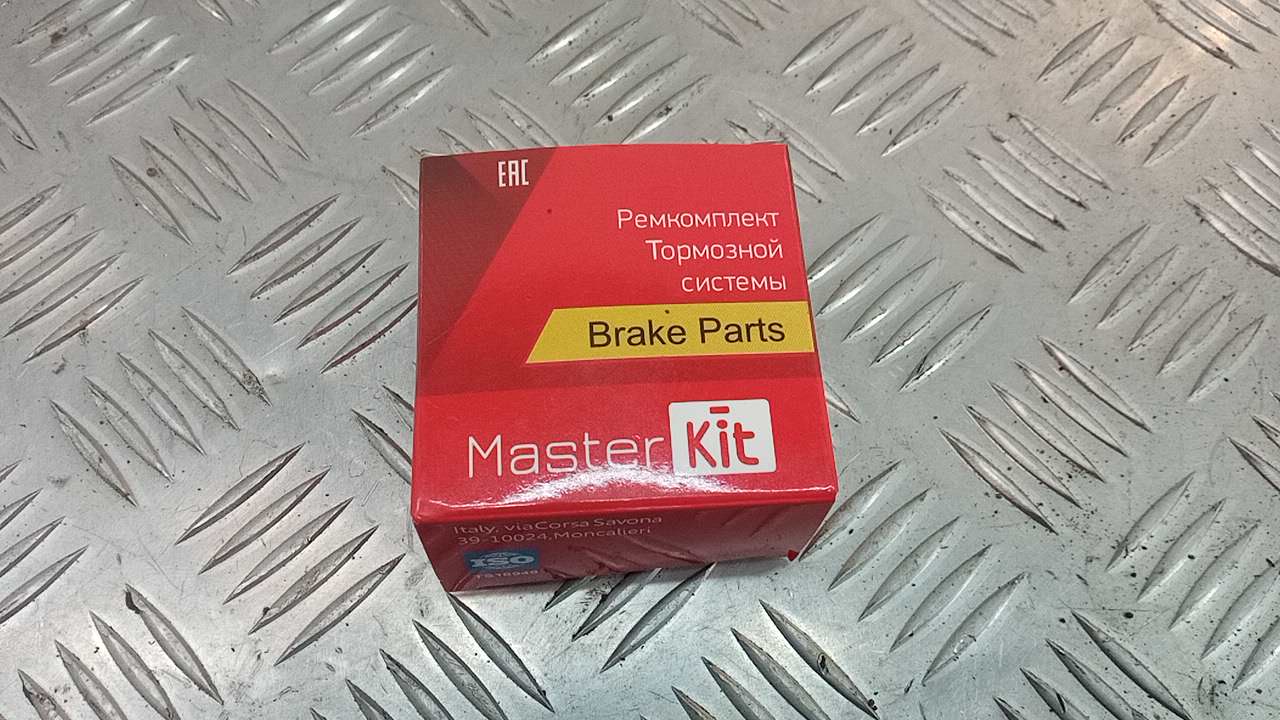 EAC
Ремкомплект
Тормозной
системы
Brake Parts
Master Kit
Italy, viaCorsa Savona
39-10024, Moncalieri
ISO